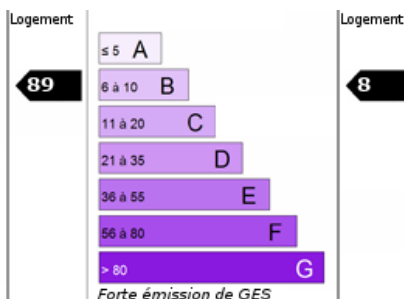 Logement
Logement
≤ 5 A
89
6 à 10 B
8
11 à 20 C
21 à 35 D
36 à 55 E
56 à 80 F
> 80 G
Forte émission de GES